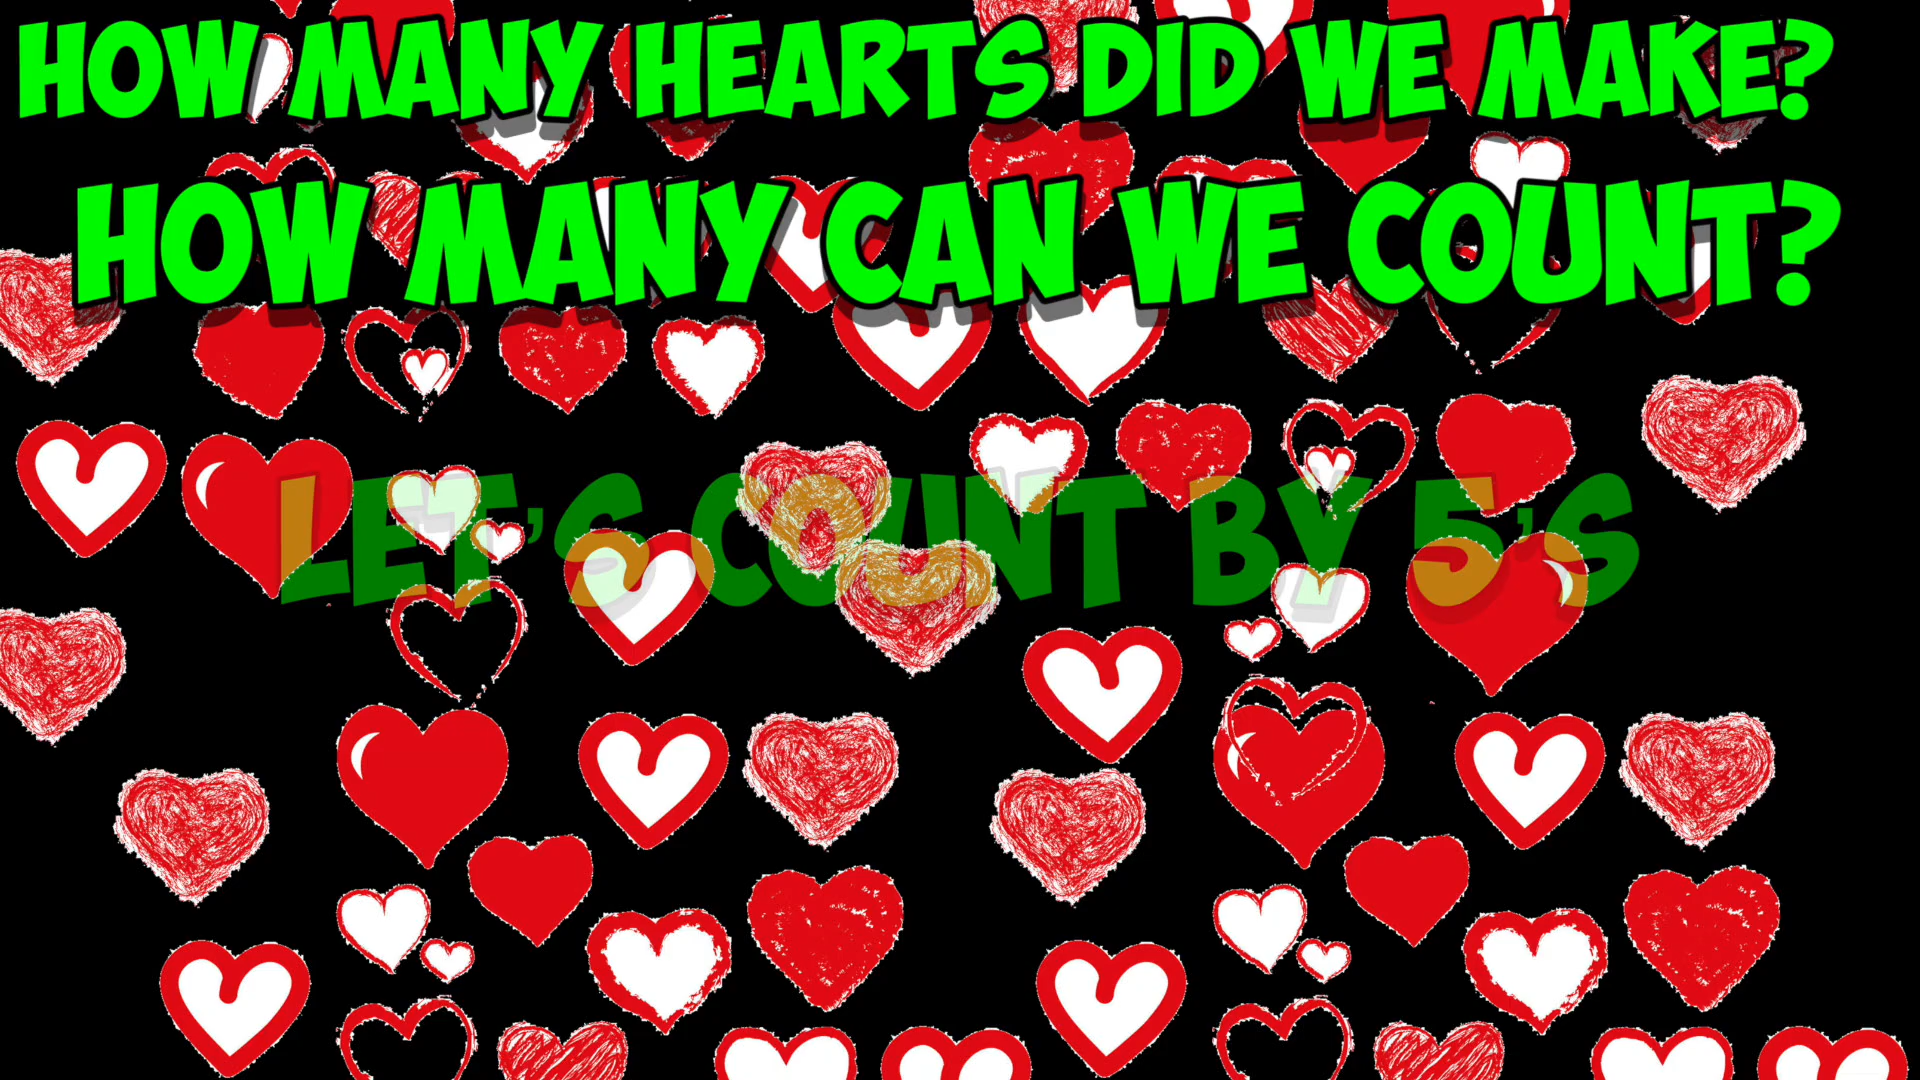 HOW MANY HEARTS DID WE MAKE?
HOW MANY CAN WE COUNT?
LET'S COUNT BY 5'S